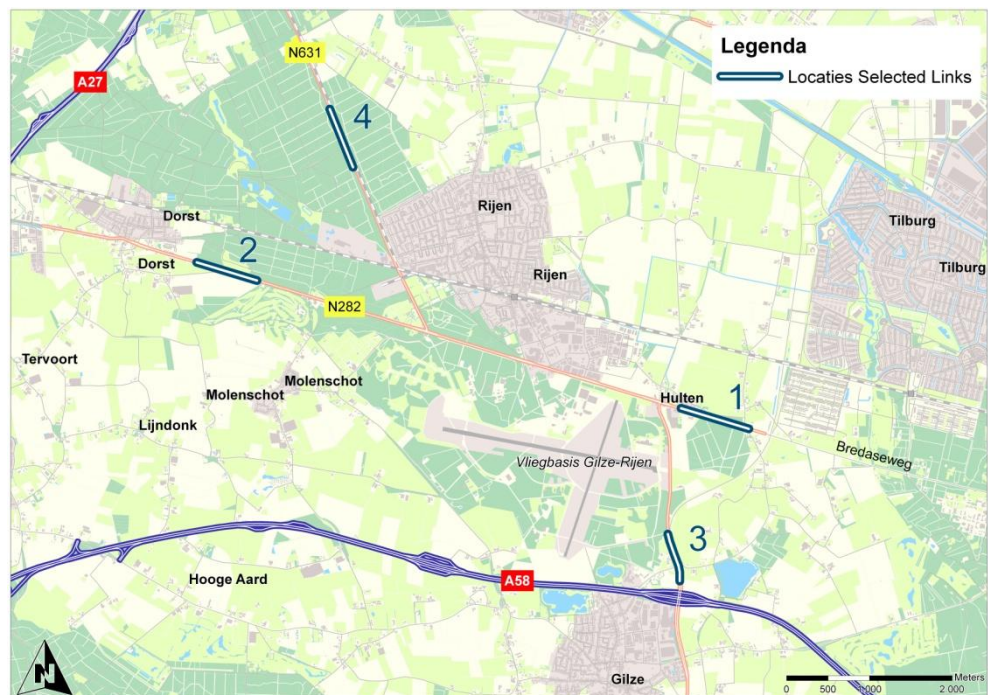 N631
Legenda
Locaties Selected Links
A27
4
Rijen
Dorst
Tilburg
2
Dorst
Rijen
Tilburg
N282
Tervoort
Molenschot
Molenschot
Hulten
1
Lijndonk
Bredaseweg
Vliegbasis Gilze-Rijen
3
Hooge Aard
A58
N
Gilze
Meters
0 500 1.000 2.000